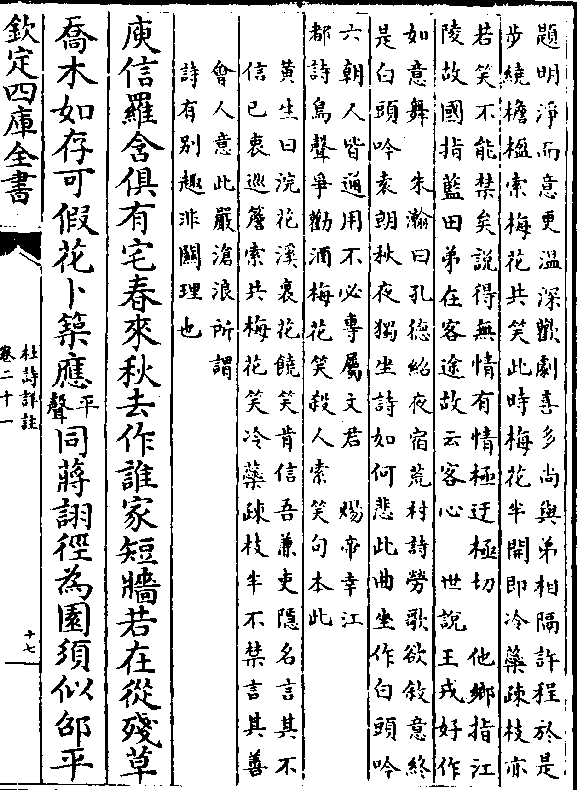 題明淨而意更溫深歡劇喜多尚與弟相隔許程於是
步繞檐楹索梅花共笑此時梅花半開即冷蘂疎枝亦
若笑不能禁矣說得無情有情極迂極切　他鄉指江
陵故國指藍田弟在客途故云客心　世說王戎好作
如意舞　朱瀚曰孔德紹夜宿荒村詩勞歌欲敘意終
是白頭吟袁朗秋夜獨坐詩如何悲此曲坐作白頭吟
六朝人皆通用不必專屬文君　煬帝幸江
都詩鳥聲爭勸酒梅花笑殺人索笑句本此
黄生曰浣花溪裏花饒笑肯信吾兼吏隱名言其不
信已衷巡簷索共梅花笑冷蘂疎枝半不禁言其善
會人意此嚴滄浪所謂
詩有別趣非關理也
庾信羅含俱有宅春來秋去作誰家短牆若在從殘草
喬木如存可假花卜築應平聲同蔣詡徑為園須似邵平
欽定四庫全書
杜詩詳註
卷二十一
十七